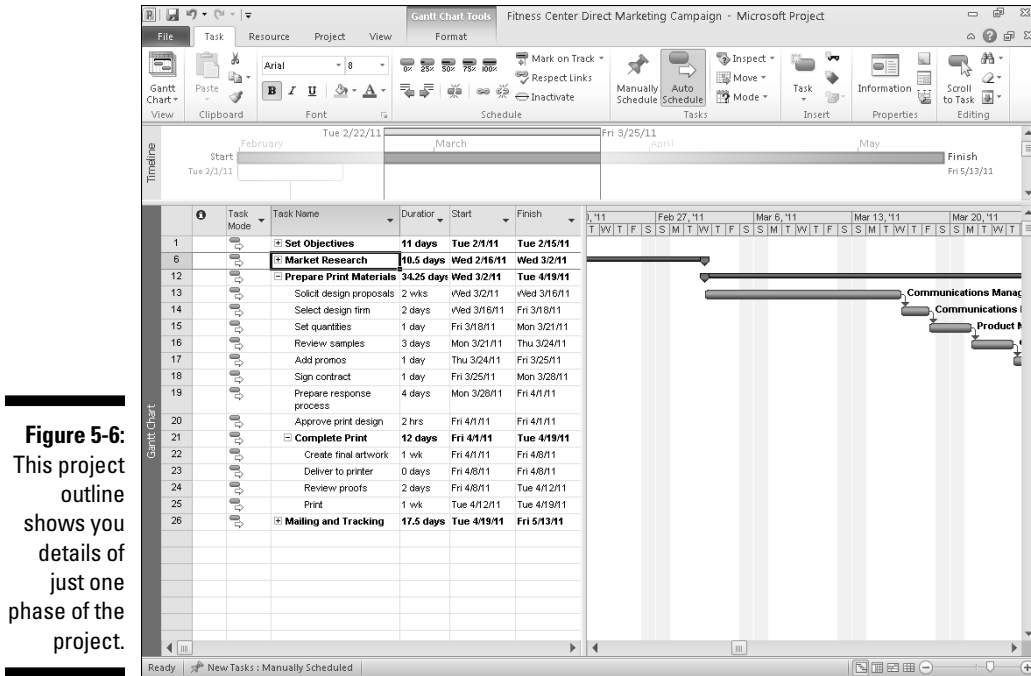 Gantt Chart Tools Fitness Center Direct Marketing Campaign - Microsoft Project
File Task Resource Project View Format
Gantt Chart
View
Paste
Clipboard
Arial 8
B I U A
Font
0% 25% 50% 75% 100%
Mark on Track
Respect Links
Inactivate
Schedule
Manually Schedule
Auto Schedule
Inspect
Move
Mode
Tasks
Task
Insert
Information
Properties
Scroll to Task
Editing
Timeline
Tue 2/22/11 Fri 3/25/11
February March April May
Start
Tue 2/1/11
Finish
Fri 5/13/11
Gantt Chart
Task Mode Task Name Duratior Start Finish
), '11 Feb 27, '11 Mar 6, '11 Mar 13, '11 Mar 20, '11
T W T F S S M T W T F S S M T W T F S S M T W T F S S M T W T
1 Set Objectives 11 days Tue 2/1/11 Tue 2/15/11
6 Market Research 10.5 days Wed 2/16/11 Wed 3/2/11
12 Prepare Print Materials 34.25 days Wed 3/2/11 Tue 4/19/11
13 Solicit design proposals 2 wks Wed 3/2/11 Wed 3/16/11 Communications Manag
14 Select design firm 2 days Wed 3/16/11 Fri 3/18/11 Communications
15 Set quantities 1 day Fri 3/18/11 Mon 3/21/11 Product
16 Review samples 3 days Mon 3/21/11 Thu 3/24/11
17 Add promos 1 day Thu 3/24/11 Fri 3/25/11
18 Sign contract 1 day Fri 3/25/11 Mon 3/28/11
19 Prepare response process 4 days Mon 3/28/11 Fri 4/1/11
20 Approve print design 2 hrs Fri 4/1/11 Fri 4/1/11
21 Complete Print 12 days Fri 4/1/11 Tue 4/19/11
22 Create final artwork 1 wk Fri 4/1/11 Fri 4/8/11
23 Deliver to printer 0 days Fri 4/8/11 Fri 4/8/11
24 Review proofs 2 days Fri 4/8/11 Tue 4/12/11
25 Print 1 wk Tue 4/12/11 Tue 4/19/11
26 Mailing and Tracking 17.5 days Tue 4/19/11 Fri 5/13/11
Ready New Tasks : Manually Scheduled
Figure 5-6:
This project
outline
shows you
details of
just one
phase of the
project.